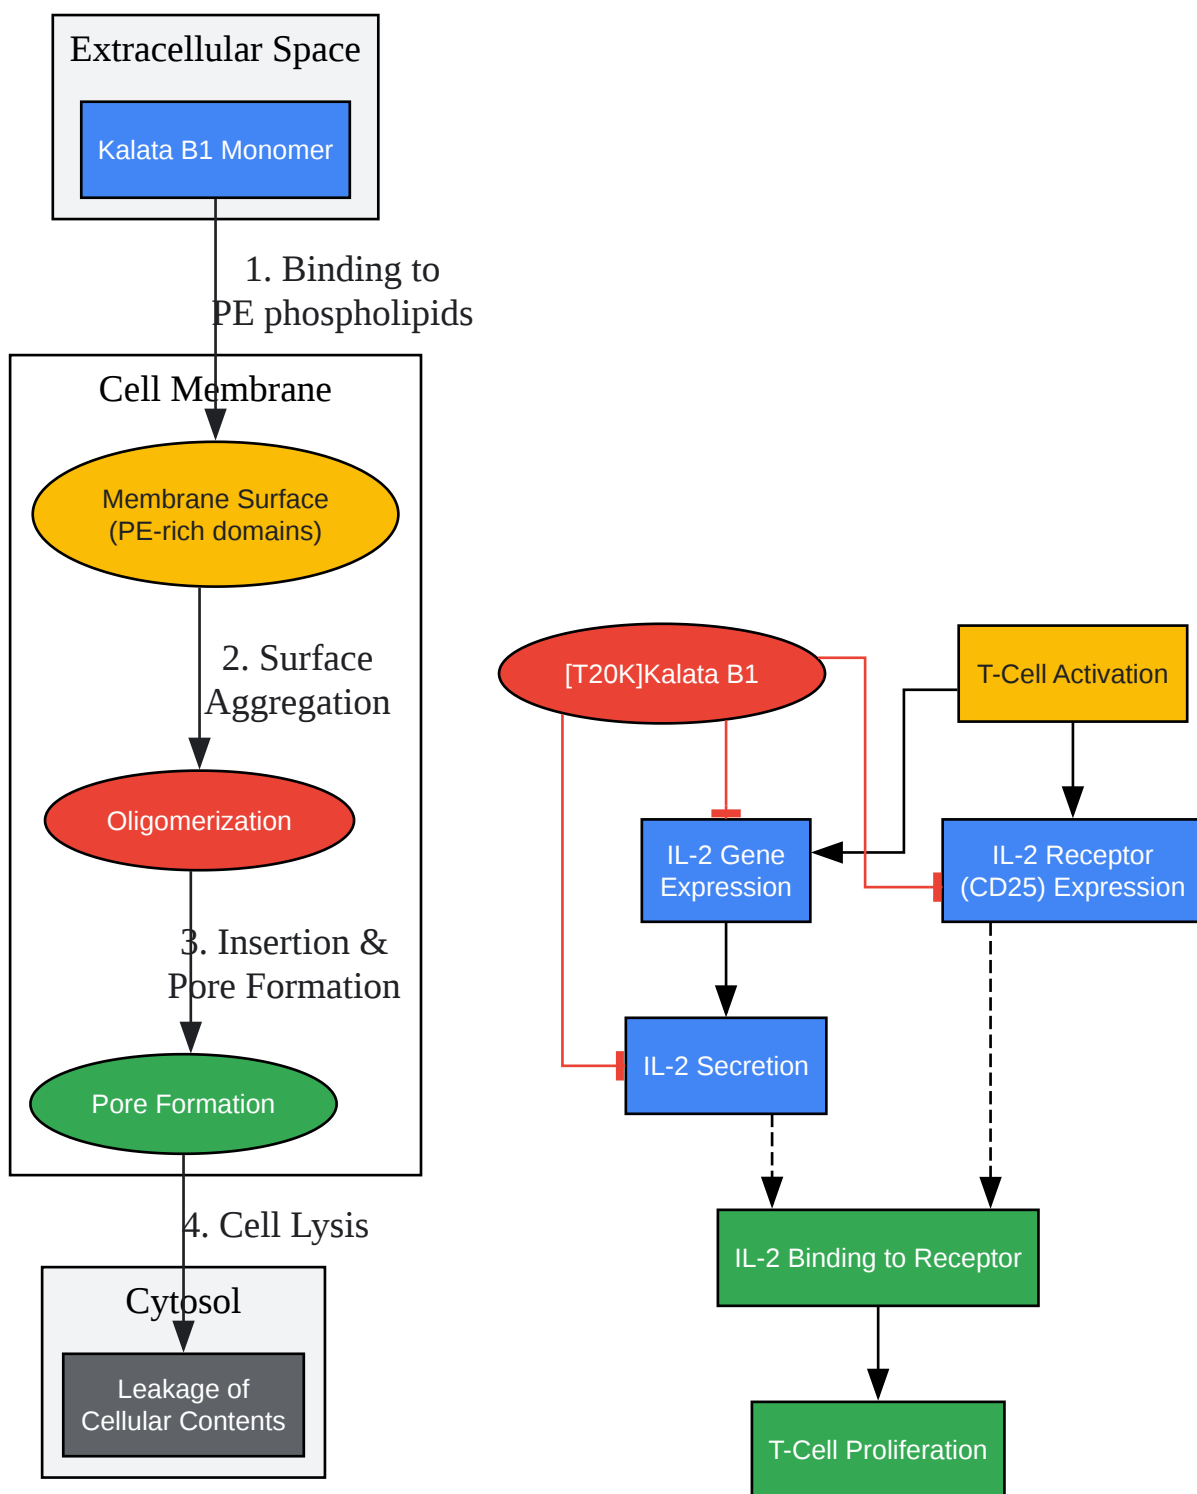 Extracellular Space
Kalata B1 Monomer
1. Binding to
PE phospholipids
Cell Membrane
Membrane Surface
(PE-rich domains)
2. Surface
Aggregation
Oligomerization
3. Insertion &
Pore Formation
Pore Formation
4. Cell Lysis
Cytosol
Leakage of
Cellular Contents
[T20K]Kalata B1
T-Cell Activation
IL-2 Gene
Expression
IL-2 Receptor
(CD25) Expression
IL-2 Secretion
IL-2 Binding to Receptor
T-Cell Proliferation